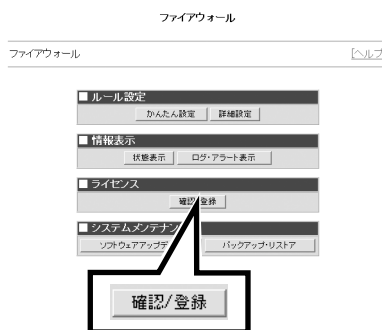 ファイアウォール
ファイアウォール [ヘルプ
■ ルール設定
かんたん設定 詳細設定
■ 情報表示
状態表示 ログ・アラート表示
■ ライセンス
確認 登録
■ システムメンテナン
ソフトウェアアップデ バックアップ・リストア
確認/登録